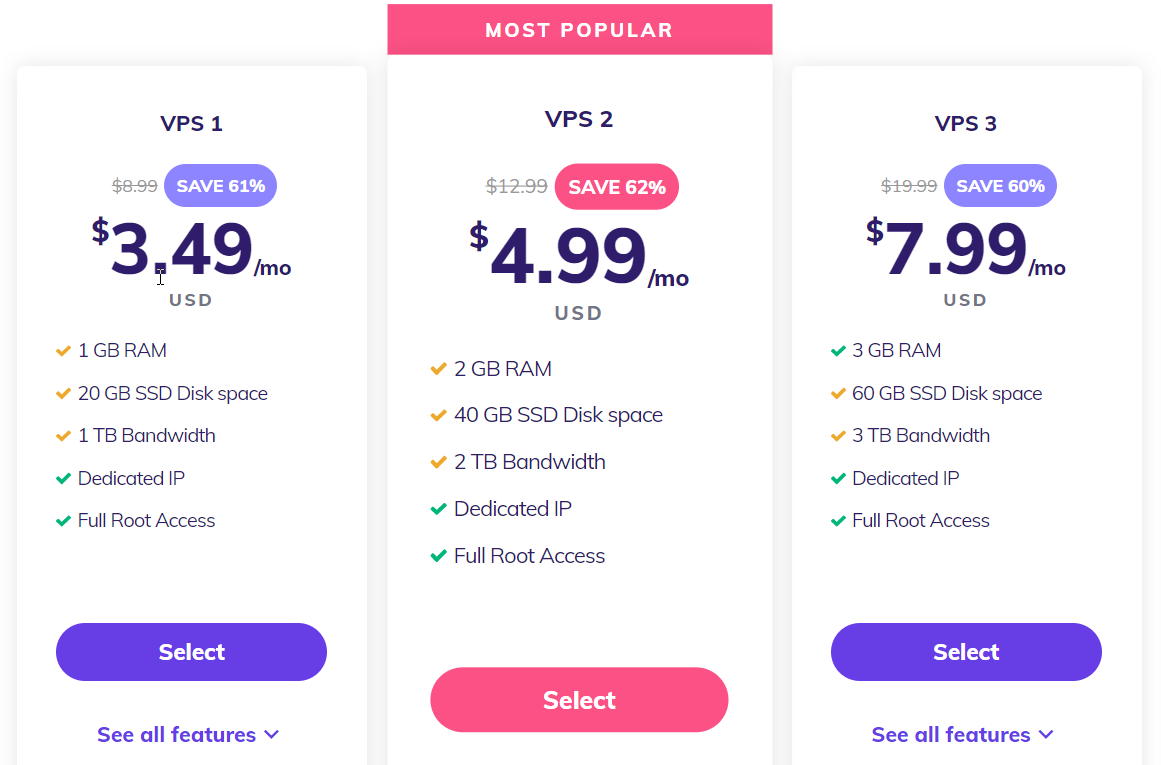 MOST POPULAR
VPS 1
$8.99 SAVE 61%
$3.49/mo
USD
1 GB RAM
20 GB SSD Disk space
1 TB Bandwidth
Dedicated IP
Full Root Access
Select
See all features
VPS 2
$12.99 SAVE 62%
$4.99/mo
USD
2 GB RAM
40 GB SSD Disk space
2 TB Bandwidth
Dedicated IP
Full Root Access
Select
VPS 3
$19.99 SAVE 60%
$7.99/mo
USD
3 GB RAM
60 GB SSD Disk space
3 TB Bandwidth
Dedicated IP
Full Root Access
Select
See all features